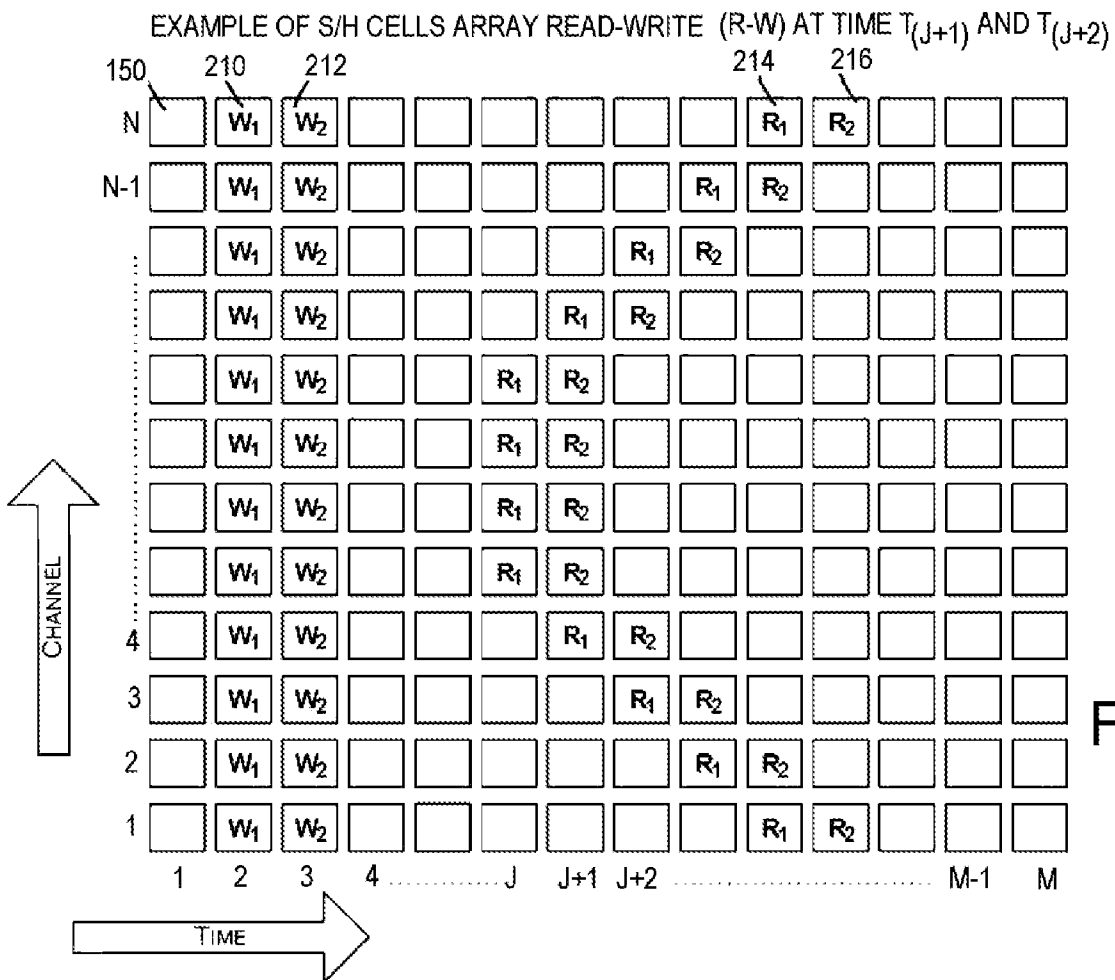 EXAMPLE OF S/H CELLS ARRAY READ-WRITE (R-W) AT TIME T(J+1) AND T(J+2)
150 210 212 214 216
N W₁ W₂ R₁ R₂
N-1 W₁ W₂ R₁ R₂
W₁ W₂ R₁ R₂
W₁ W₂ R₁ R₂
W₁ W₂ R₁ R₂
W₁ W₂ R₁ R₂
W₁ W₂ R₁ R₂
W₁ W₂ R₁ R₂
4 W₁ W₂ R₁ R₂
3 W₁ W₂ R₁ R₂
2 W₁ W₂ R₁ R₂
1 W₁ W₂ R₁ R₂
1 2 3 4 J J+1 J+2 M-1 M
CHANNEL
TIME
F